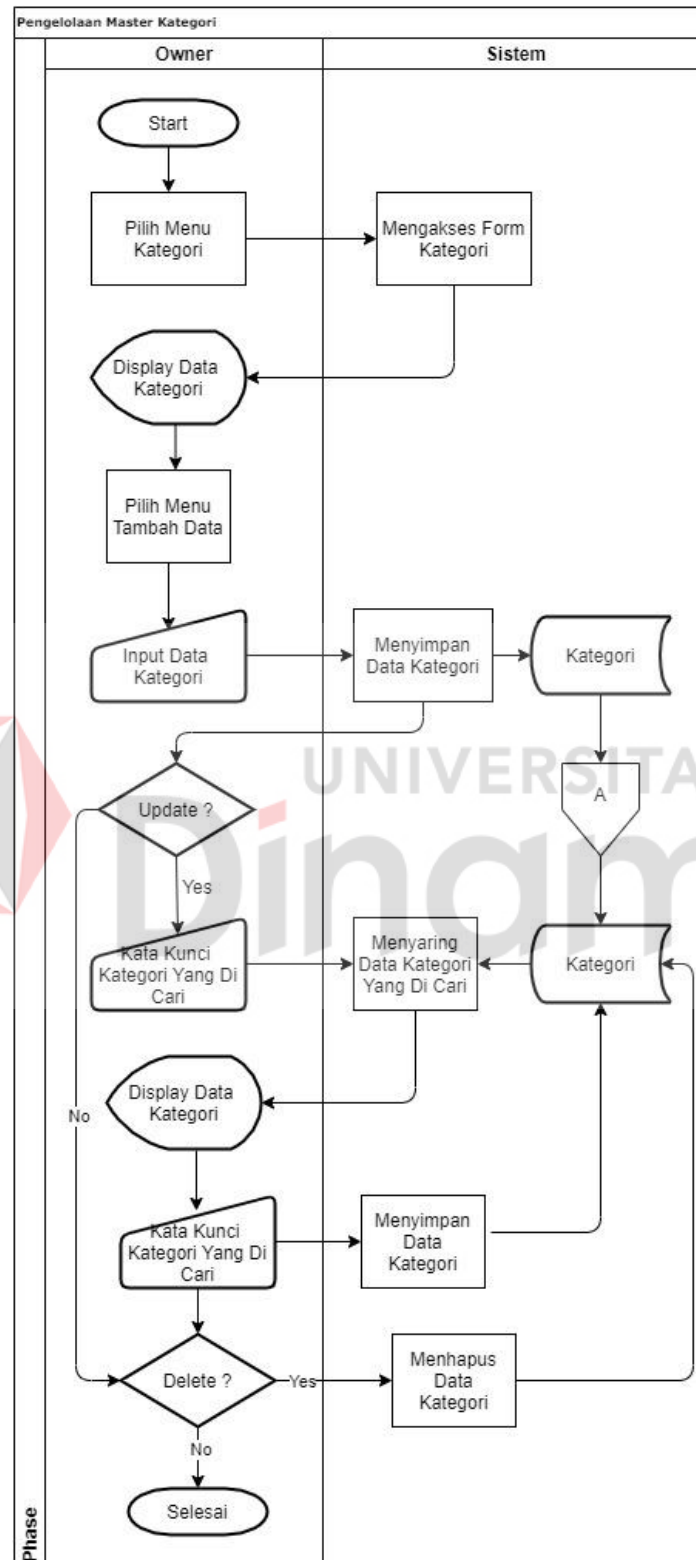 Pengelolaan Master Kategori
Owner
Sistem
Start
Pilih Menu
Kategori
Mengakses Form
Kategori
Display Data
Kategori
Pilih Menu
Tambah Data
Input Data
Kategori
Menyimpan
Data Kategori
Kategori
UNIVERSITA
Dinam
Update ?
A
Yes
Kata Kunci
Kategori Yang Di
Cari
Menyaring
Data Kategori
Yang Di Cari
Kategori
Display Data
Kategori
No
Kata Kunci
Kategori Yang Di
Cari
Menyimpan
Data
Kategori
Delete ?
Yes
Menhapus
Data
Kategori
No
Selesai
Phase